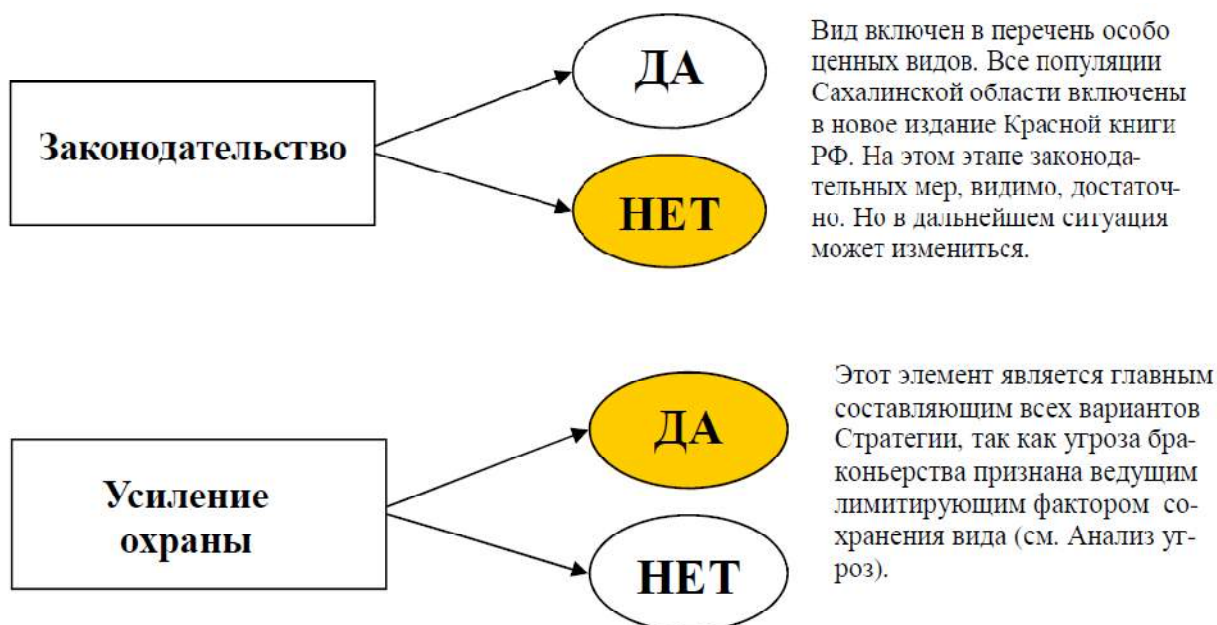 ДА
Вид включен в перечень особо
ценных видов. Все популяции
Сахалинской области включены
в новое издание Красной книги
РФ. На этом этапе законода-
тельных мер, видимо, достаточ-
но. Но в дальнейшем ситуация
может измениться.
Законодательство
НЕТ
ДА
Этот элемент является главным
составляющим всех вариантов
Стратегии, так как угроза бра-
коньерства признана ведущим
лимитирующим фактором со-
хранения вида (см. Анализ уг-
роз).
Усиление
охраны
НЕТ